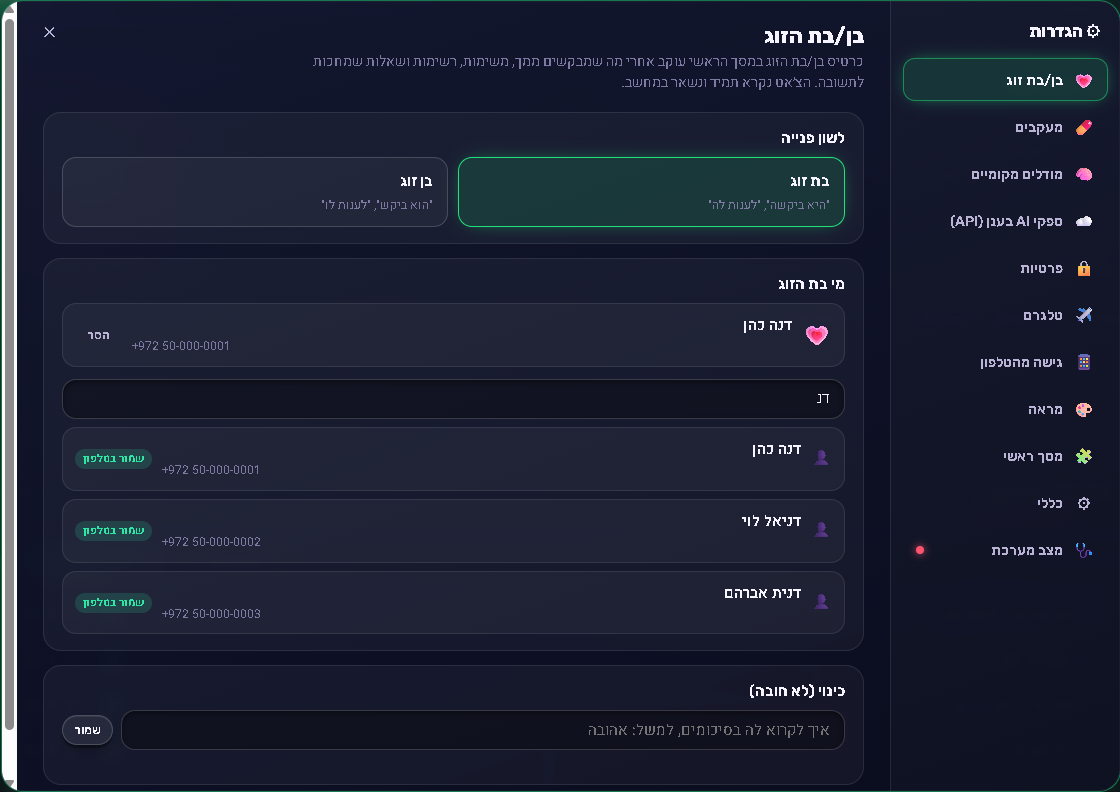 הגדרות
בן/בת זוג
מעקבים
מודלים מקומיים
ספקי AI בענן (API)
פרטיות
טלגרם
גישה מהטלפון
מראה
מסך ראשי
כללי
מצב מערכת
בן/בת הזוג
כרטיס בן/בת הזוג במסך הראשי עוקב אחרי מה שמבקשים ממך, משימות, רשימות ושאלות שמחכות
לתשובה. הצ'אט נקרא תמיד ונשאר במחשב.
לשון פנייה
בת זוג
"היא ביקשה", "לענות לה"
בן זוג
"הוא ביקש", "לענות לו"
מי בת הזוג
דנה כהן
+972 50-000-0001
הסר
דנ
דנה כהן
+972 50-000-0001
שמור בטלפון
דניאל לוי
+972 50-000-0002
שמור בטלפון
דנית אברהם
+972 50-000-0003
שמור בטלפון
כינוי (לא חובה)
איך לקרוא לה בסיכומים, למשל: אהובה
שמור